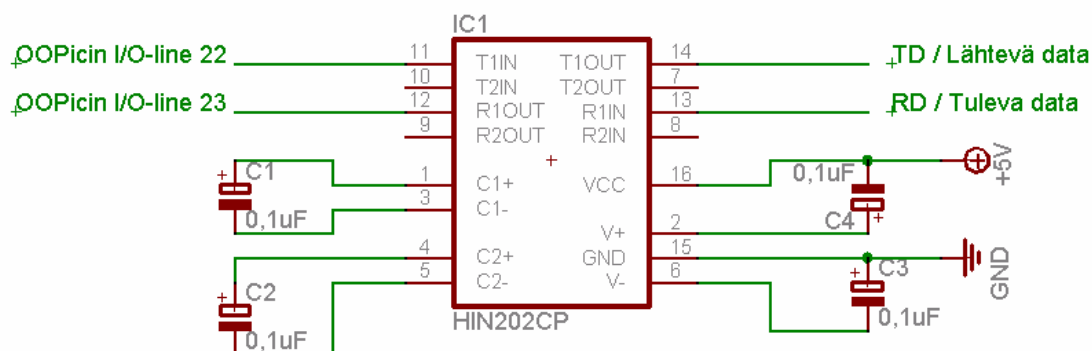 IC1
OOPicin I/O-line 22
11 T1IN T1OUT 14
TD / Lähtevä data
10 T2IN T2OUT 7
OOPicin I/O-line 23
12 R1OUT R1IN 13
RD / Tuleva data
9 R2OUT R2IN 8
+ C1
0,1uF
1 C1+ VCC 16
3 C1-
0,1uF
C4 +
+5V
V+ 2
4 C2+ GND 15
5 C2- V- 6
+ C2
0,1uF
+ C3
0,1uF
GND
HIN202CP